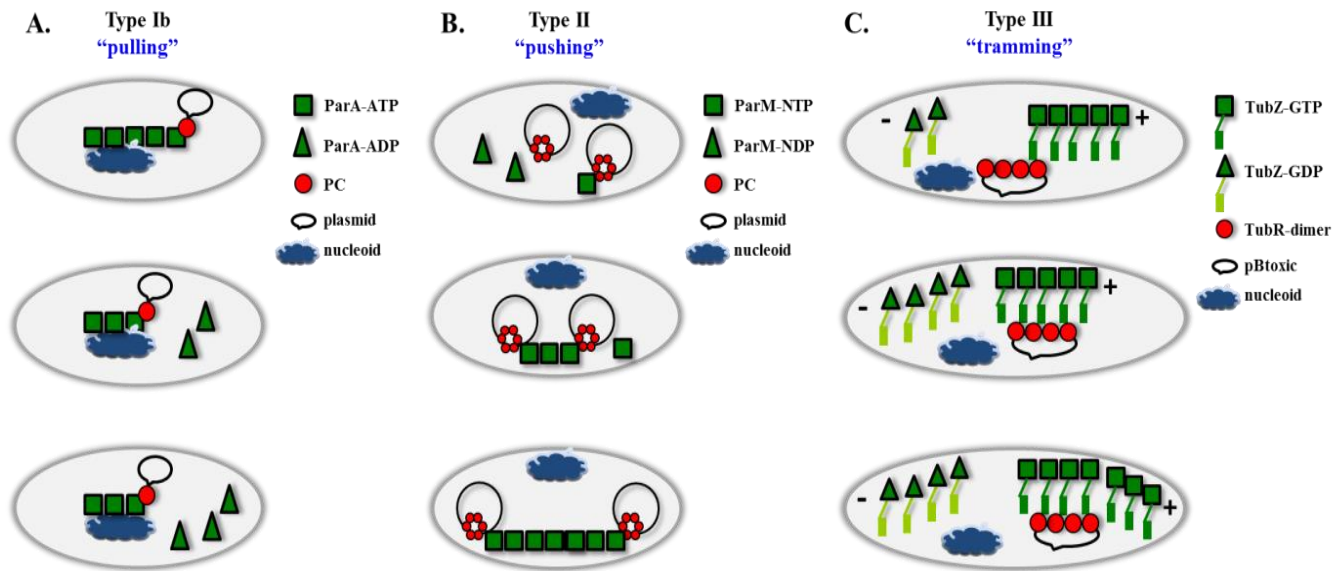 A.
Type Ib
“pulling”
ParA-ATP
ParA-ADP
PC
plasmid
nucleoid
B.
Type II
“pushing”
ParM-NTP
ParM-NDP
PC
plasmid
nucleoid
C.
Type III
“tramming”
- +
- +
- +
TubZ-GTP
TubZ-GDP
TubR-dimer
pBtoxic
nucleoid